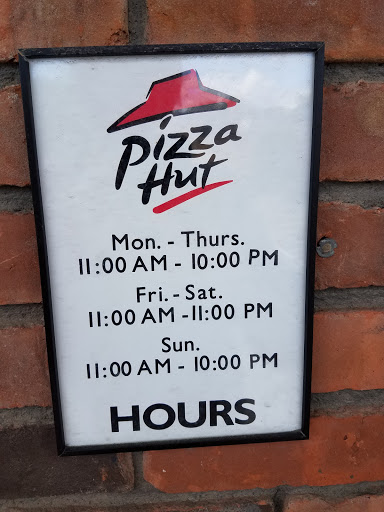 Pizza
Hut
Mon. - Thurs.
11:00 AM - 10:00 PM
Fri. - Sat.
11:00 AM -11:00 PM
Sun.
11:00 AM - 10:00 PM
HOURS